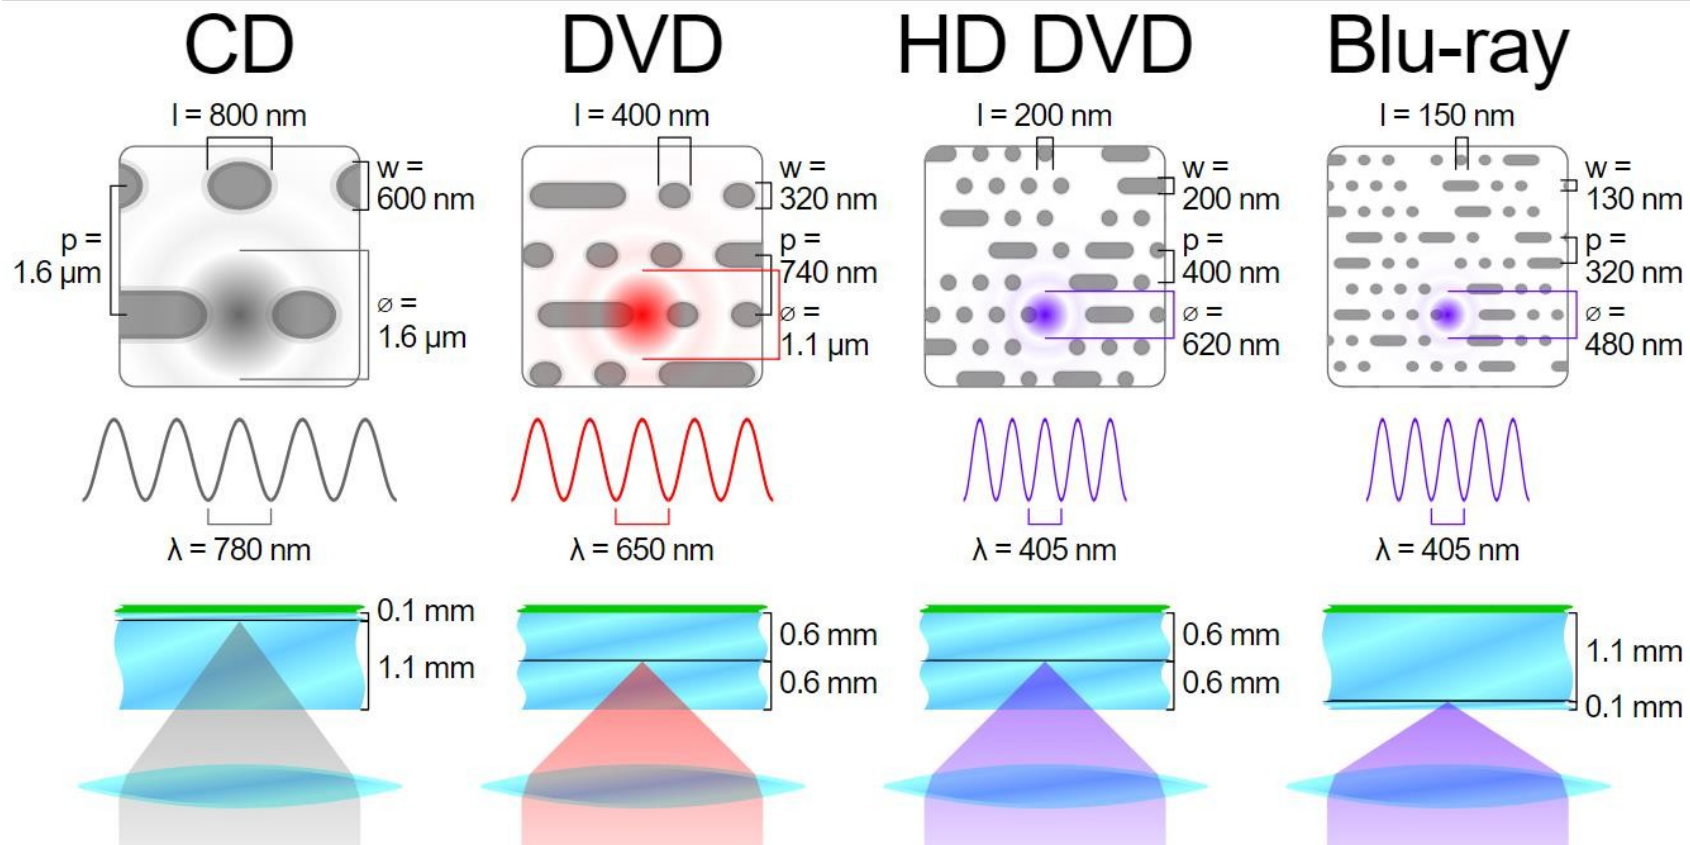 CD
DVD
HD DVD
Blu-ray
l = 800 nm
l = 400 nm
l = 200 nm
l = 150 nm
w =
600 nm
p =
1.6 µm
⌀ =
1.6 µm
w =
320 nm
p =
740 nm
⌀ =
1.1 µm
w =
200 nm
p =
400 nm
⌀ =
620 nm
w =
130 nm
p =
320 nm
⌀ =
480 nm
λ = 780 nm
λ = 650 nm
λ = 405 nm
λ = 405 nm
0.1 mm
1.1 mm
0.6 mm
0.6 mm
0.6 mm
0.6 mm
1.1 mm
0.1 mm